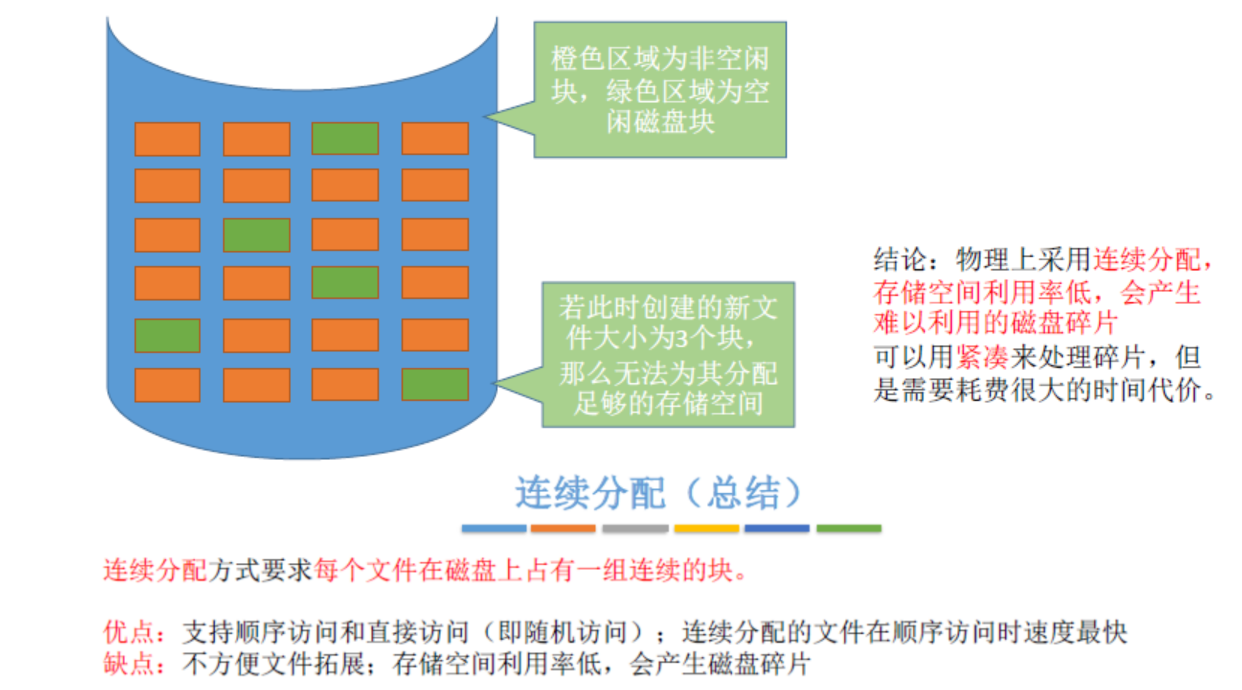 橙色区域为非空闲
块，绿色区域为空
闲磁盘块
若此时创建的新文
件大小为3个块，
那么无法为其分配
足够的存储空间
结论：物理上采用连续分配，
存储空间利用率低，会产生
难以利用的磁盘碎片
可以用紧凑来处理碎片，但
是需要耗费很大的时间代价。
连续分配（总结）
连续分配方式要求每个文件在磁盘上占有一组连续的块。
优点：支持顺序访问和直接访问（即随机访问）；连续分配的文件在顺序访问时速度最快
缺点：不方便文件拓展；存储空间利用率低，会产生磁盘碎片